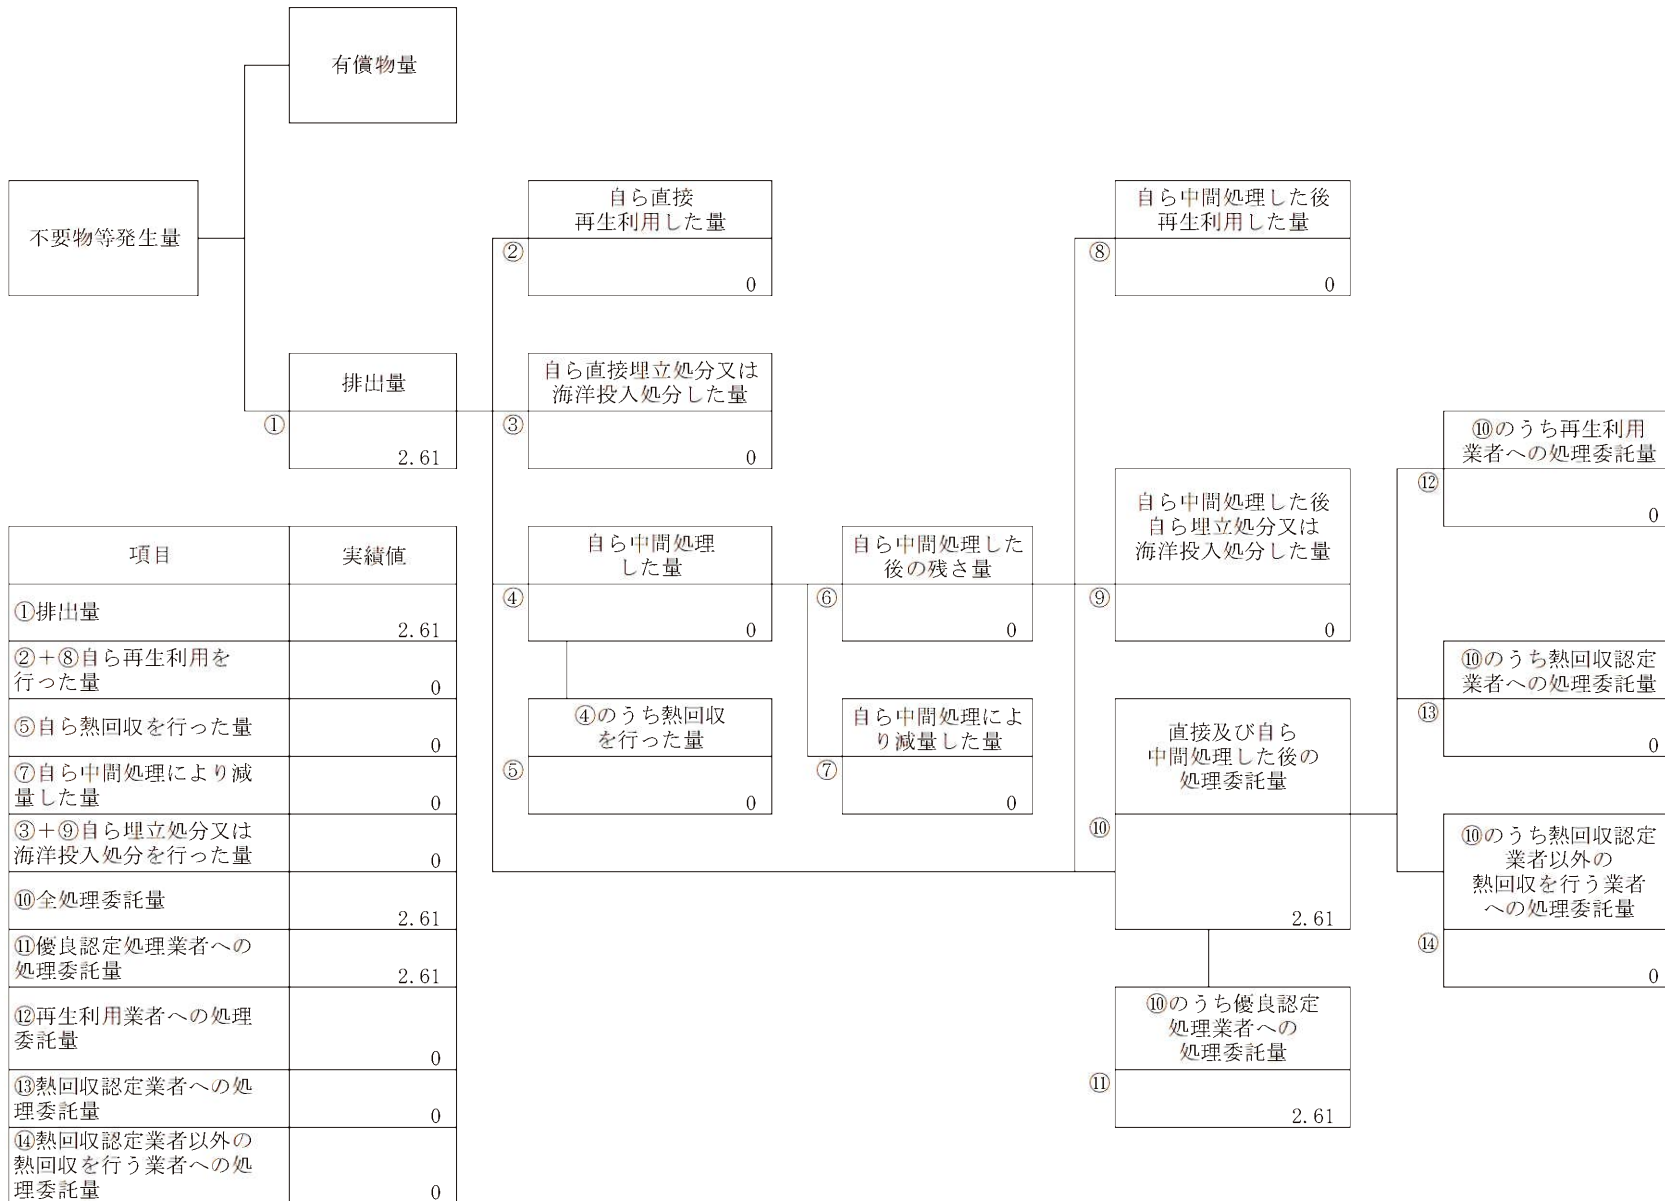 有償物量
不要物等発生量
排出量
①
2.61
自ら直接
再生利用した量
②
0
自ら直接埋立処分又は
海洋投入処分した量
③
0
自ら中間処理
した量
④
0
④のうち熱回収
を行った量
⑤
0
自ら中間処理した
後の残さ量
⑥
0
自ら中間処理によ
り減量した量
⑦
0
自ら中間処理した後
再生利用した量
⑧
0
自ら中間処理した後
自ら埋立処分又は
海洋投入処分した量
⑨
0
直接及び自ら
中間処理した後の
処理委託量
⑩
2.61
⑩のうち優良認定
処理業者への
処理委託量
⑪
2.61
⑩のうち再生利用
業者への処理委託量
⑫
0
⑩のうち熱回収認定
業者への処理委託量
⑬
0
⑩のうち熱回収認定
業者以外の
熱回収を行う業者
への処理委託量
⑭
0
項目 実績値
①排出量
2.61
②+⑧自ら再生利用を
行った量
0
⑤自ら熱回収を行った量
0
⑦自ら中間処理により減
量した量
0
③+⑨自ら埋立処分又は
海洋投入処分を行った量
0
⑩全処理委託量
2.61
⑪優良認定処理業者への
処理委託量
2.61
⑫再生利用業者への処理
委託量
0
⑬熱回収認定業者への処
理委託量
0
⑭熱回収認定業者以外の
熱回収を行う業者への処
理委託量
0